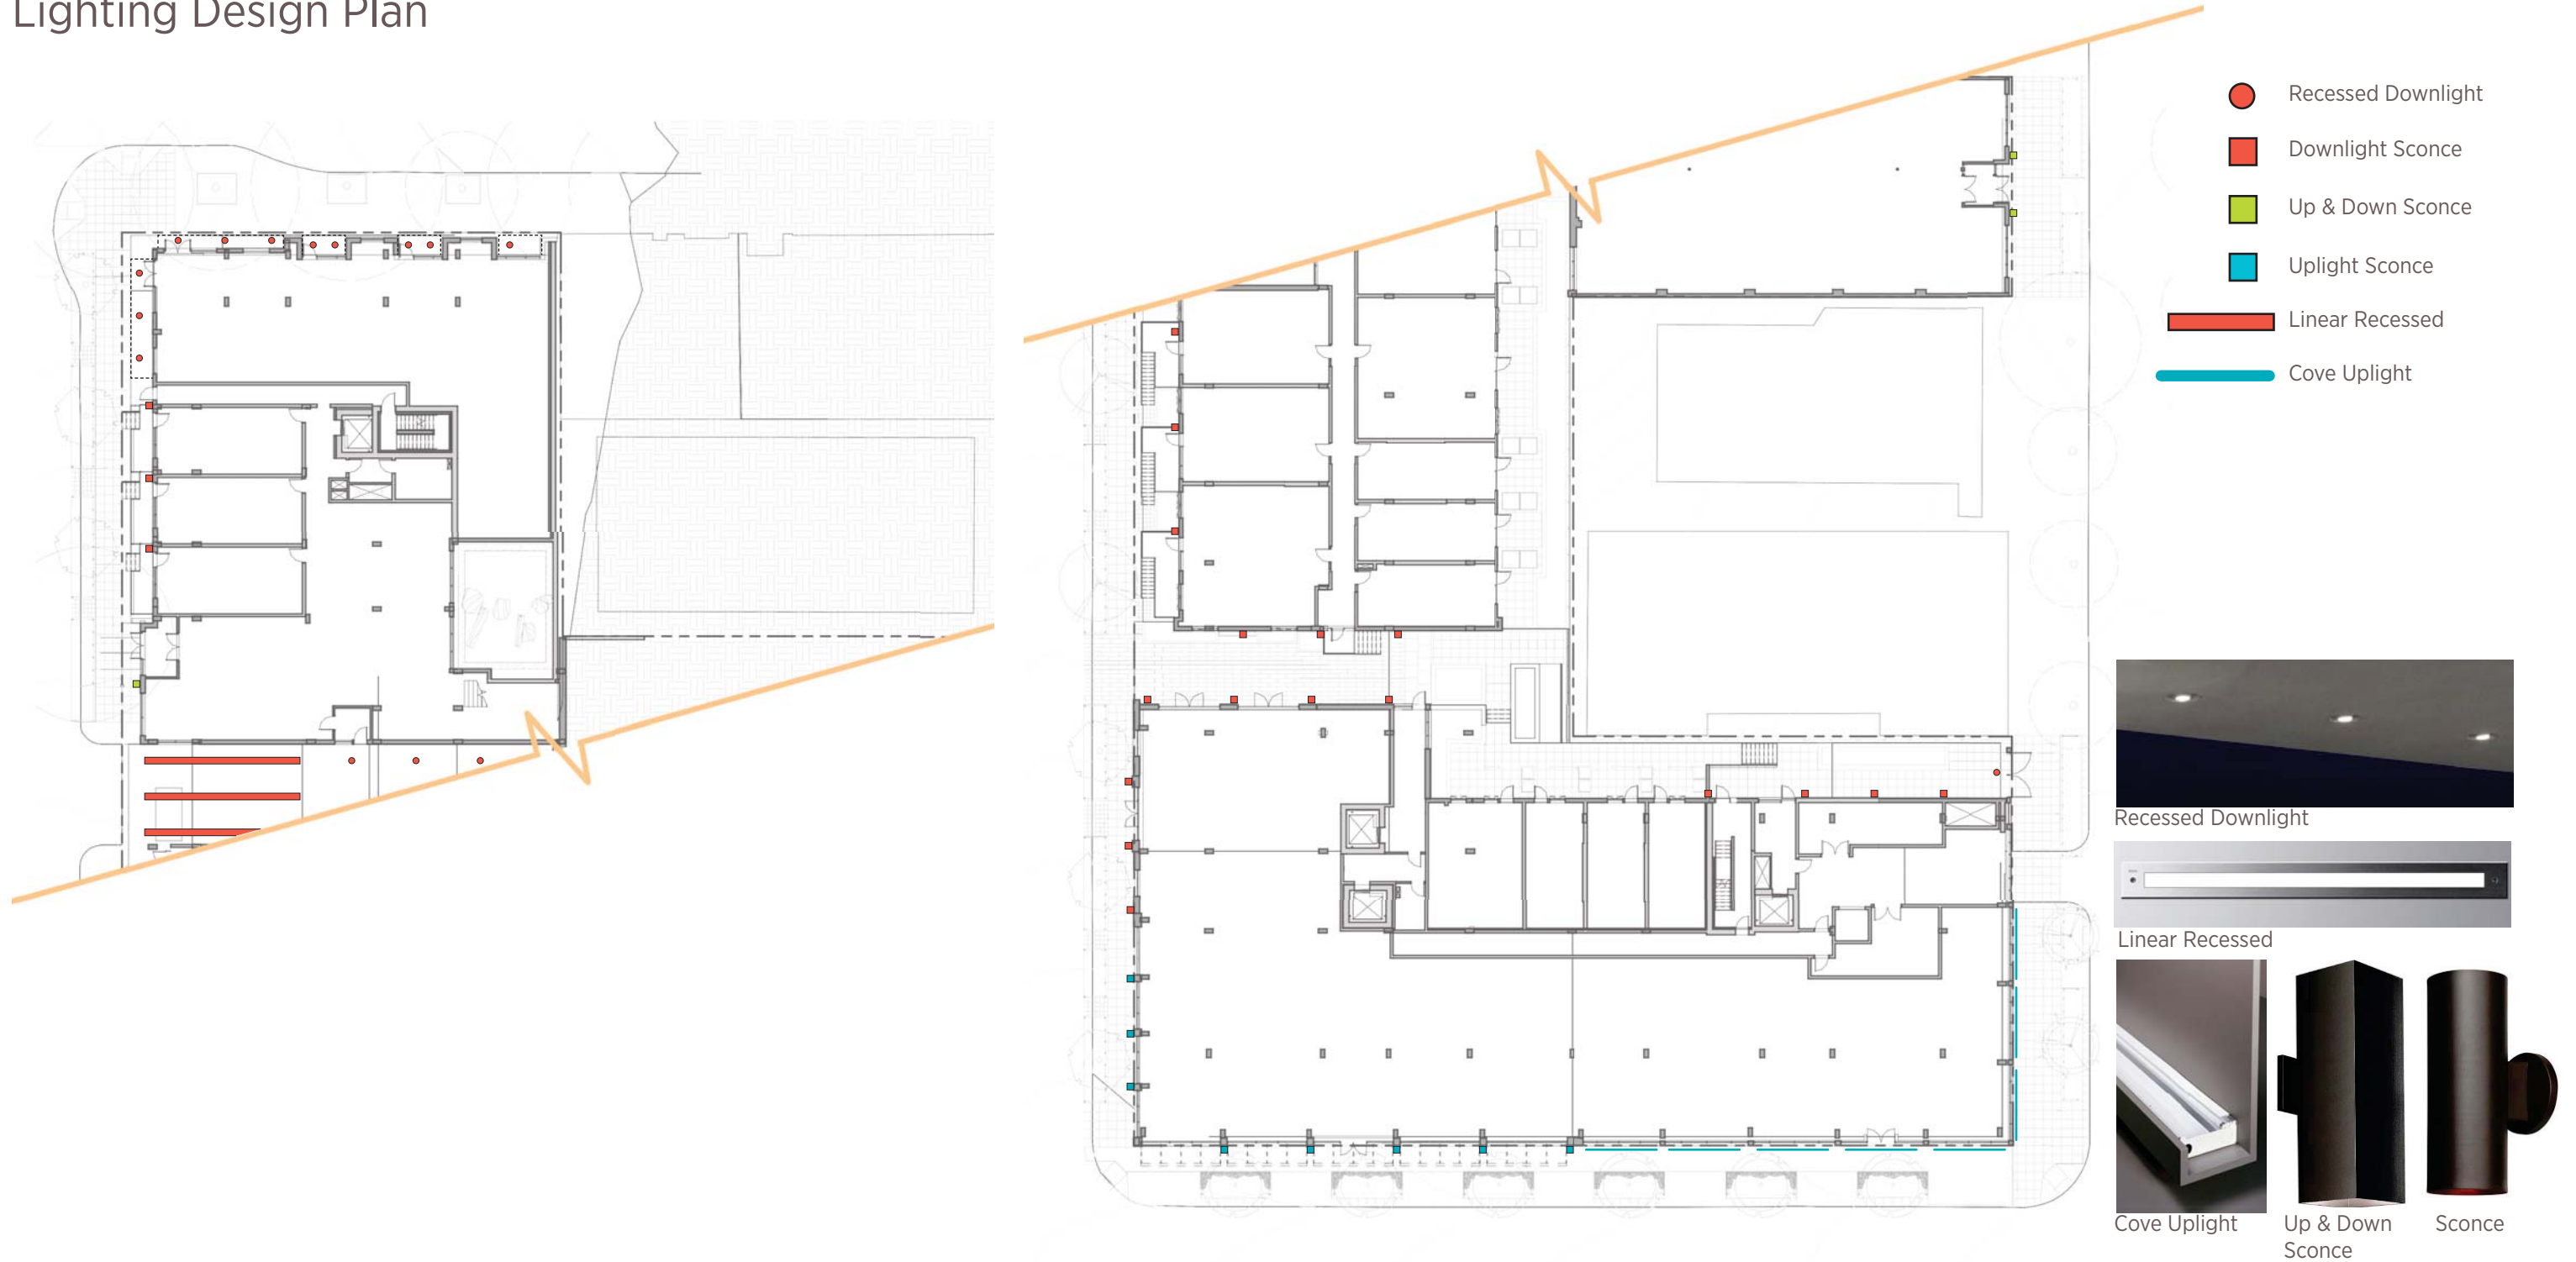 Lighting Design Plan
Recessed Downlight
Downlight Sconce
Up & Down Sconce
Uplight Sconce
Linear Recessed
Cove Uplight
Recessed Downlight
Linear Recessed
Cove Uplight
Up & Down
Sconce
Sconce